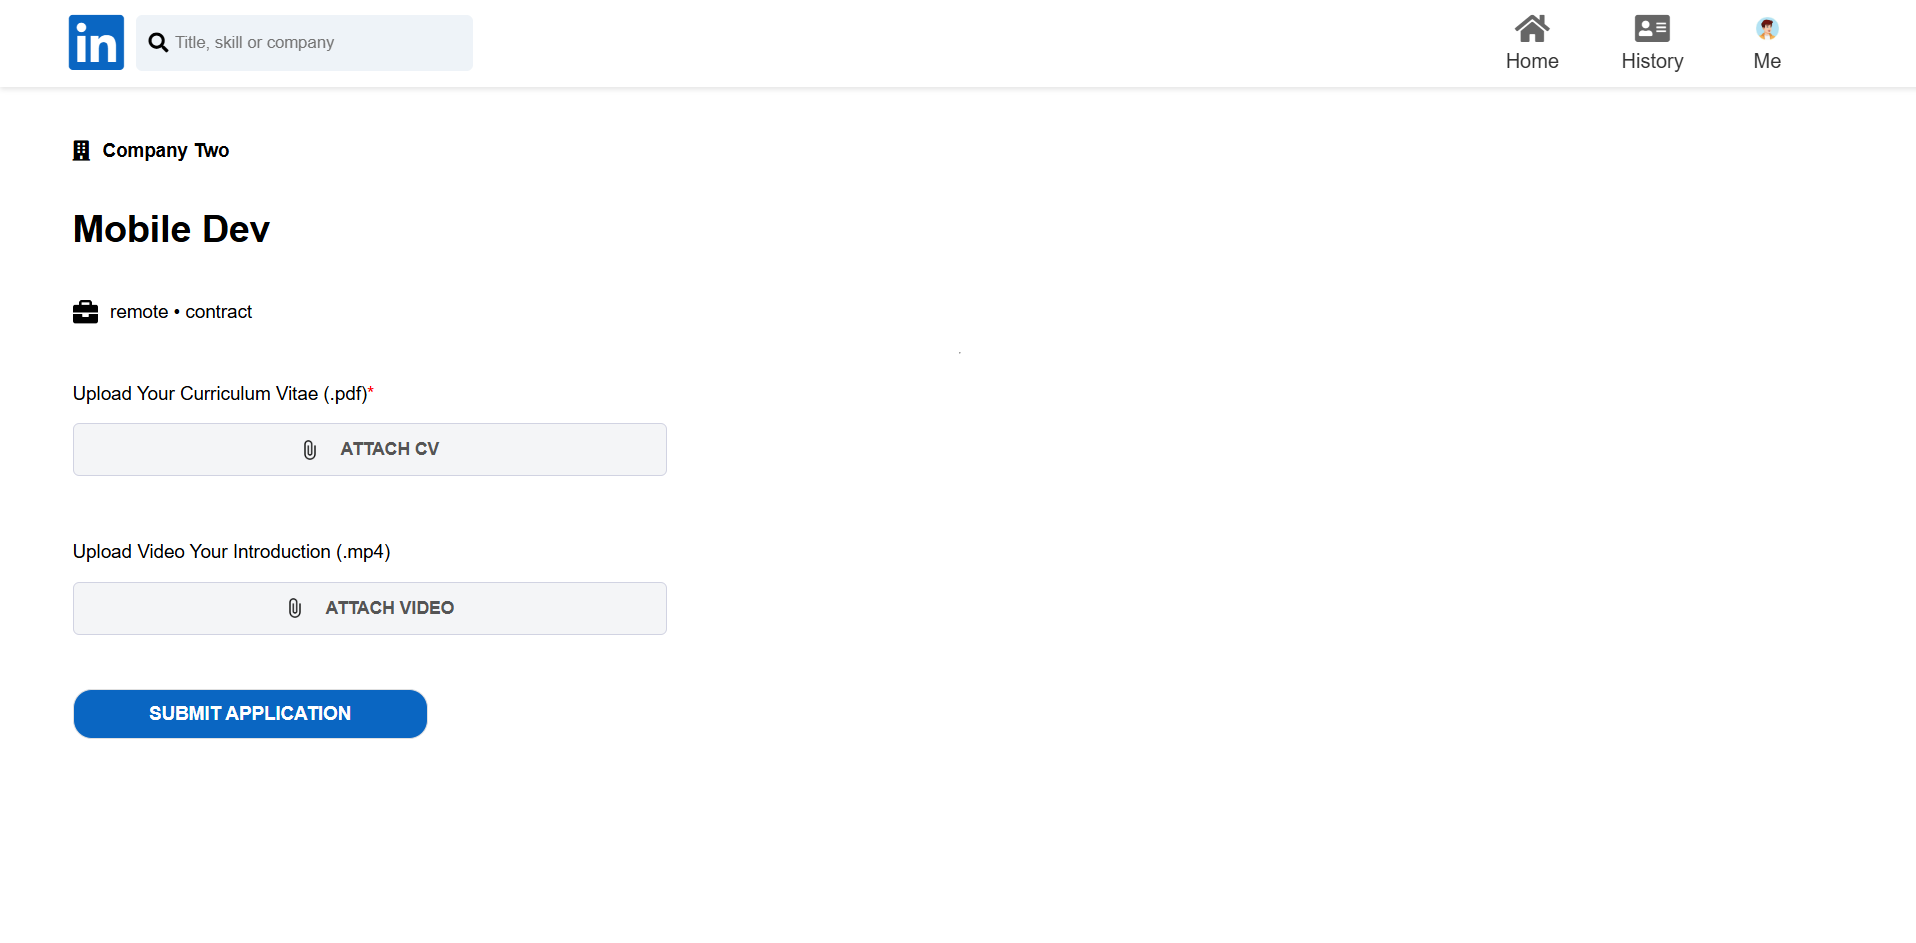 in
Title, skill or company
Home
History
Me
Company Two
Mobile Dev
remote • contract
Upload Your Curriculum Vitae (.pdf)*
ATTACH CV
Upload Video Your Introduction (.mp4)
ATTACH VIDEO
SUBMIT APPLICATION